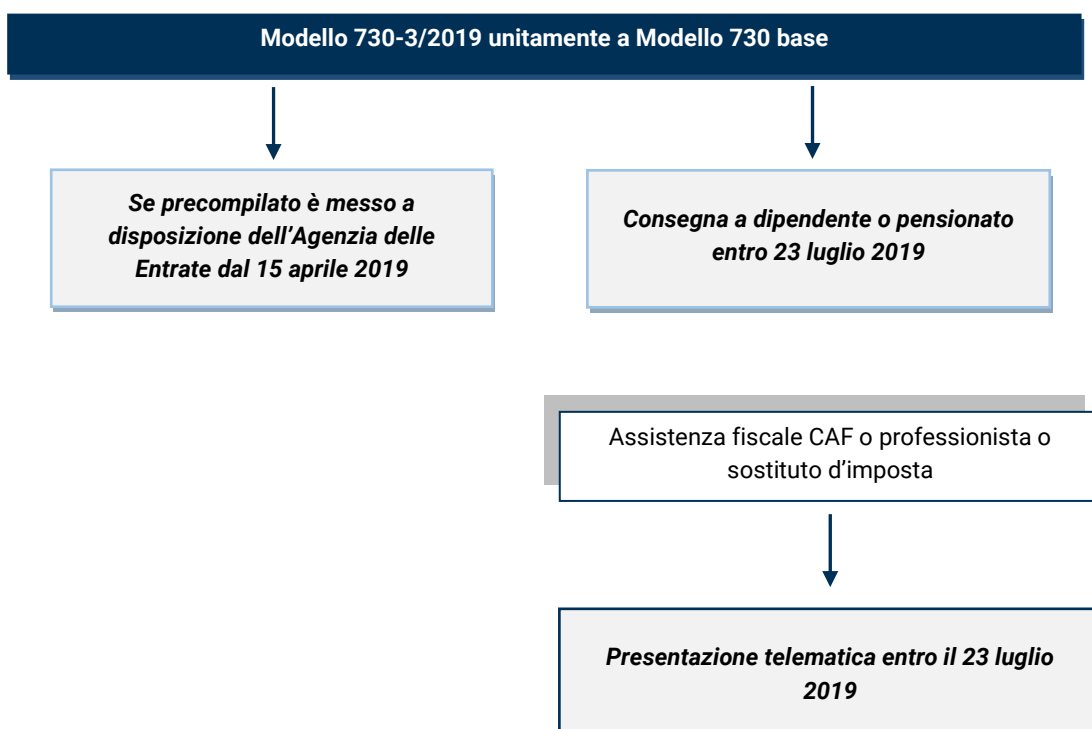 Modello 730-3/2019 unitamente a Modello 730 base
Se precompilato è messo a
disposizione dell'Agenzia delle
Entrate dal 15 aprile 2019
Consegna a dipendente o pensionato
entro 23 luglio 2019
Assistenza fiscale CAF o professionista o
sostituto d'imposta
Presentazione telematica entro il 23 luglio
2019